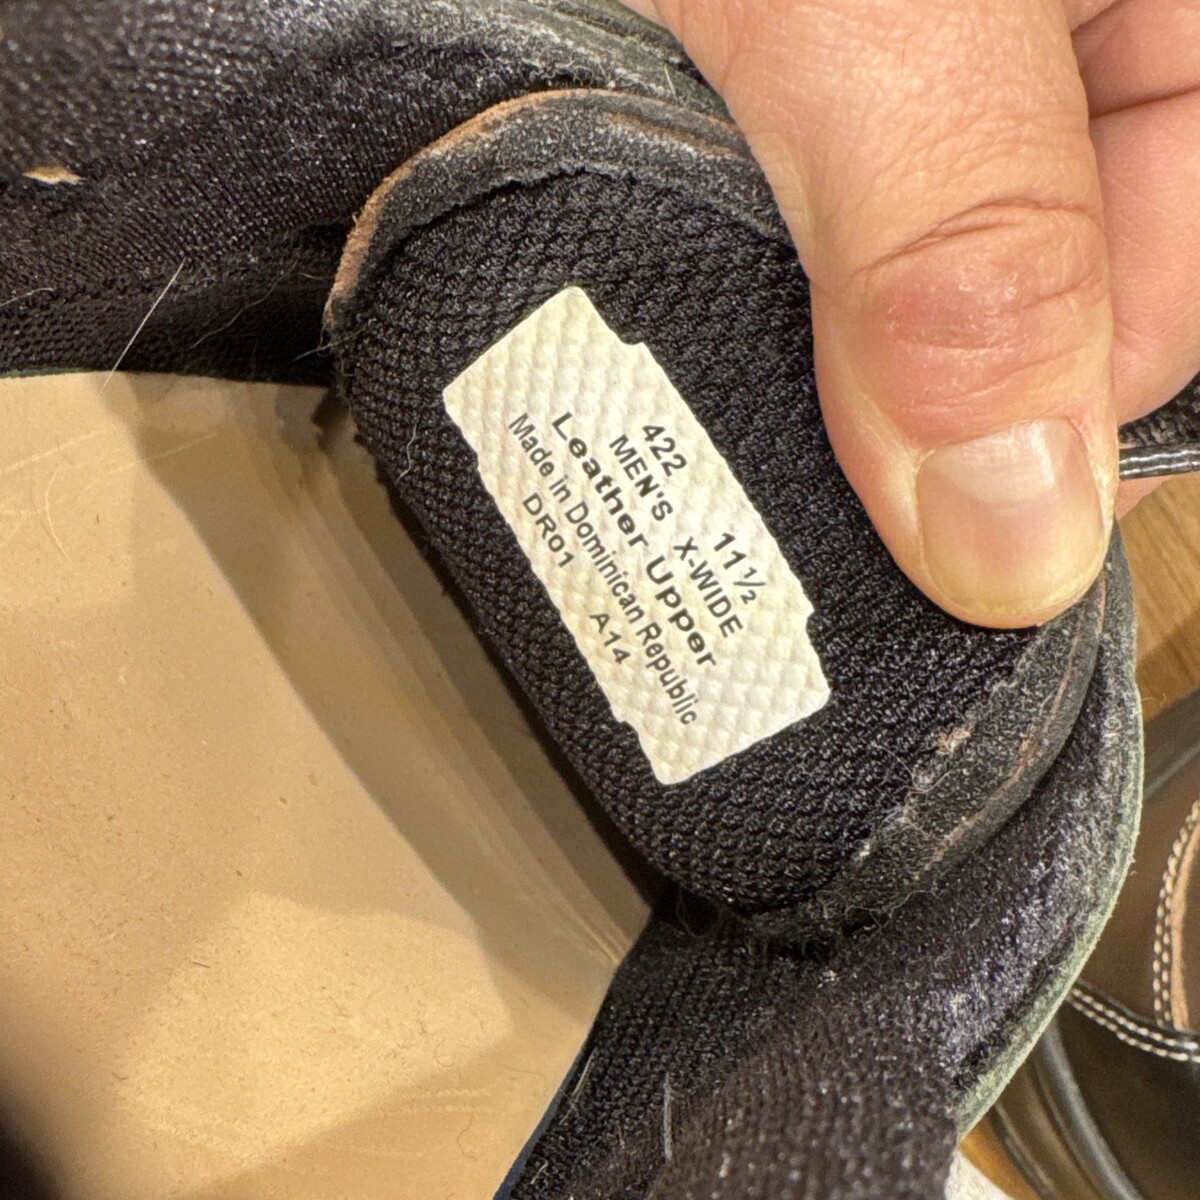 422 11½
MEN'S X-WIDE
Leather Upper
Made in Dominican Republic
DR01 A14